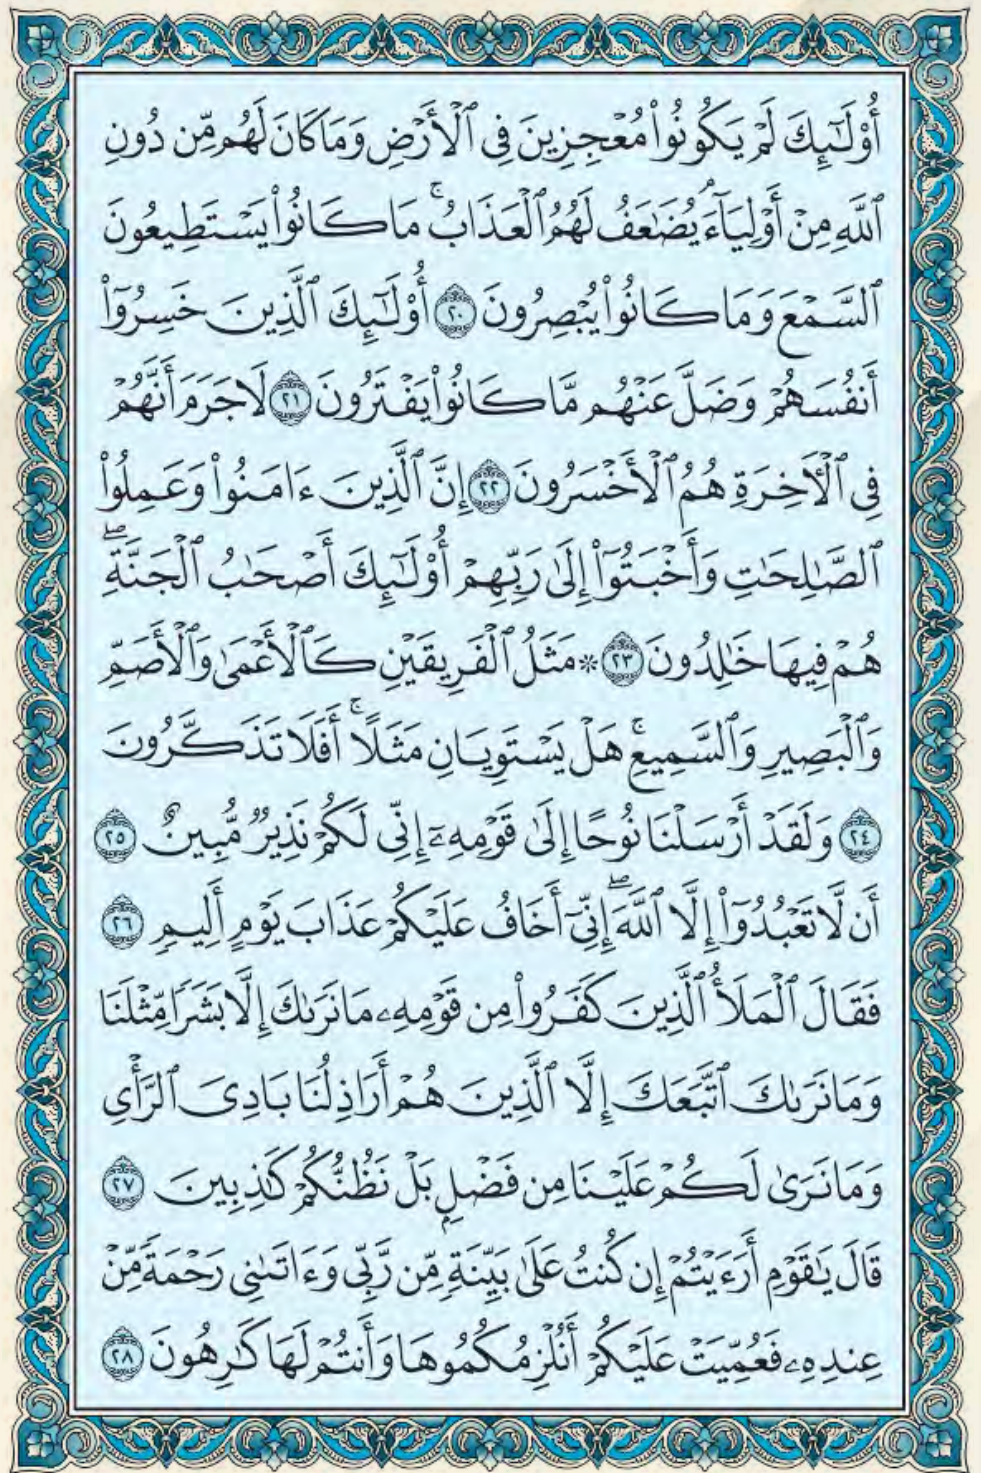 أُوْلَٰٓئِكَ لَمۡ يَكُونُواْ مُعۡجِزِينَ فِي ٱلۡأَرۡضِ وَمَا كَانَ لَهُم مِّن دُونِ
ٱللَّهِ مِنۡ أَوۡلِيَآءَۘ يُضَٰعَفُ لَهُمُ ٱلۡعَذَابُۚ مَا كَانُواْ يَسۡتَطِيعُونَ
ٱلسَّمۡعَ وَمَا كَانُواْ يُبۡصِرُونَ ٢٠ أُوْلَٰٓئِكَ ٱلَّذِينَ خَسِرُوٓاْ
أَنفُسَهُمۡ وَضَلَّ عَنۡهُم مَّا كَانُواْ يَفۡتَرُونَ ٢١ لَا جَرَمَ أَنَّهُمۡ
فِي ٱلۡأٓخِرَةِ هُمُ ٱلۡأَخۡسَرُونَ ٢٢ إِنَّ ٱلَّذِينَ ءَامَنُواْ وَعَمِلُواْ
ٱلصَّٰلِحَٰتِ وَأَخۡبَتُوٓاْ إِلَىٰ رَبِّهِمۡ أُوْلَٰٓئِكَ أَصۡحَٰبُ ٱلۡجَنَّةِۖ
هُمۡ فِيهَا خَٰلِدُونَ ٢٣ ۞ مَثَلُ ٱلۡفَرِيقَيۡنِ كَٱلۡأَعۡمَىٰ وَٱلۡأَصَمِّ
وَٱلۡبَصِيرِ وَٱلسَّمِيعِۚ هَلۡ يَسۡتَوِيَانِ مَثَلًاۚ أَفَلَا تَذَكَّرُونَ
٢٤ وَلَقَدۡ أَرۡسَلۡنَا نُوحًا إِلَىٰ قَوۡمِهِۦٓ إِنِّي لَكُمۡ نَذِيرٞ مُّبِينٌ ٢٥
أَن لَّا تَعۡبُدُوٓاْ إِلَّا ٱللَّهَۖ إِنِّيٓ أَخَافُ عَلَيۡكُمۡ عَذَابَ يَوۡمٍ أَلِيمٖ ٢٦
فَقَالَ ٱلۡمَلَأُ ٱلَّذِينَ كَفَرُواْ مِن قَوۡمِهِۦ مَا نَرَىٰكَ إِلَّا بَشَرٗا مِّثۡلَنَا
وَمَا نَرَىٰكَ ٱتَّبَعَكَ إِلَّا ٱلَّذِينَ هُمۡ أَرَاذِلُنَا بَادِيَ ٱلرَّأۡيِ
وَمَا نَرَىٰ لَكُمۡ عَلَيۡنَا مِن فَضۡلِۭ بَلۡ نَظُنُّكُمۡ كَٰذِبِينَ ٢٧
قَالَ يَٰقَوۡمِ أَرَءَيۡتُمۡ إِن كُنتُ عَلَىٰ بَيِّنَةٖ مِّن رَّبِّي وَءَاتَىٰنِي رَحۡمَةٗ مِّنۡ
عِندِهِۦ فَعُمِّيَتۡ عَلَيۡكُمۡ أَنُلۡزِمُكُمُوهَا وَأَنتُمۡ لَهَا كَٰرِهُونَ ٢٨